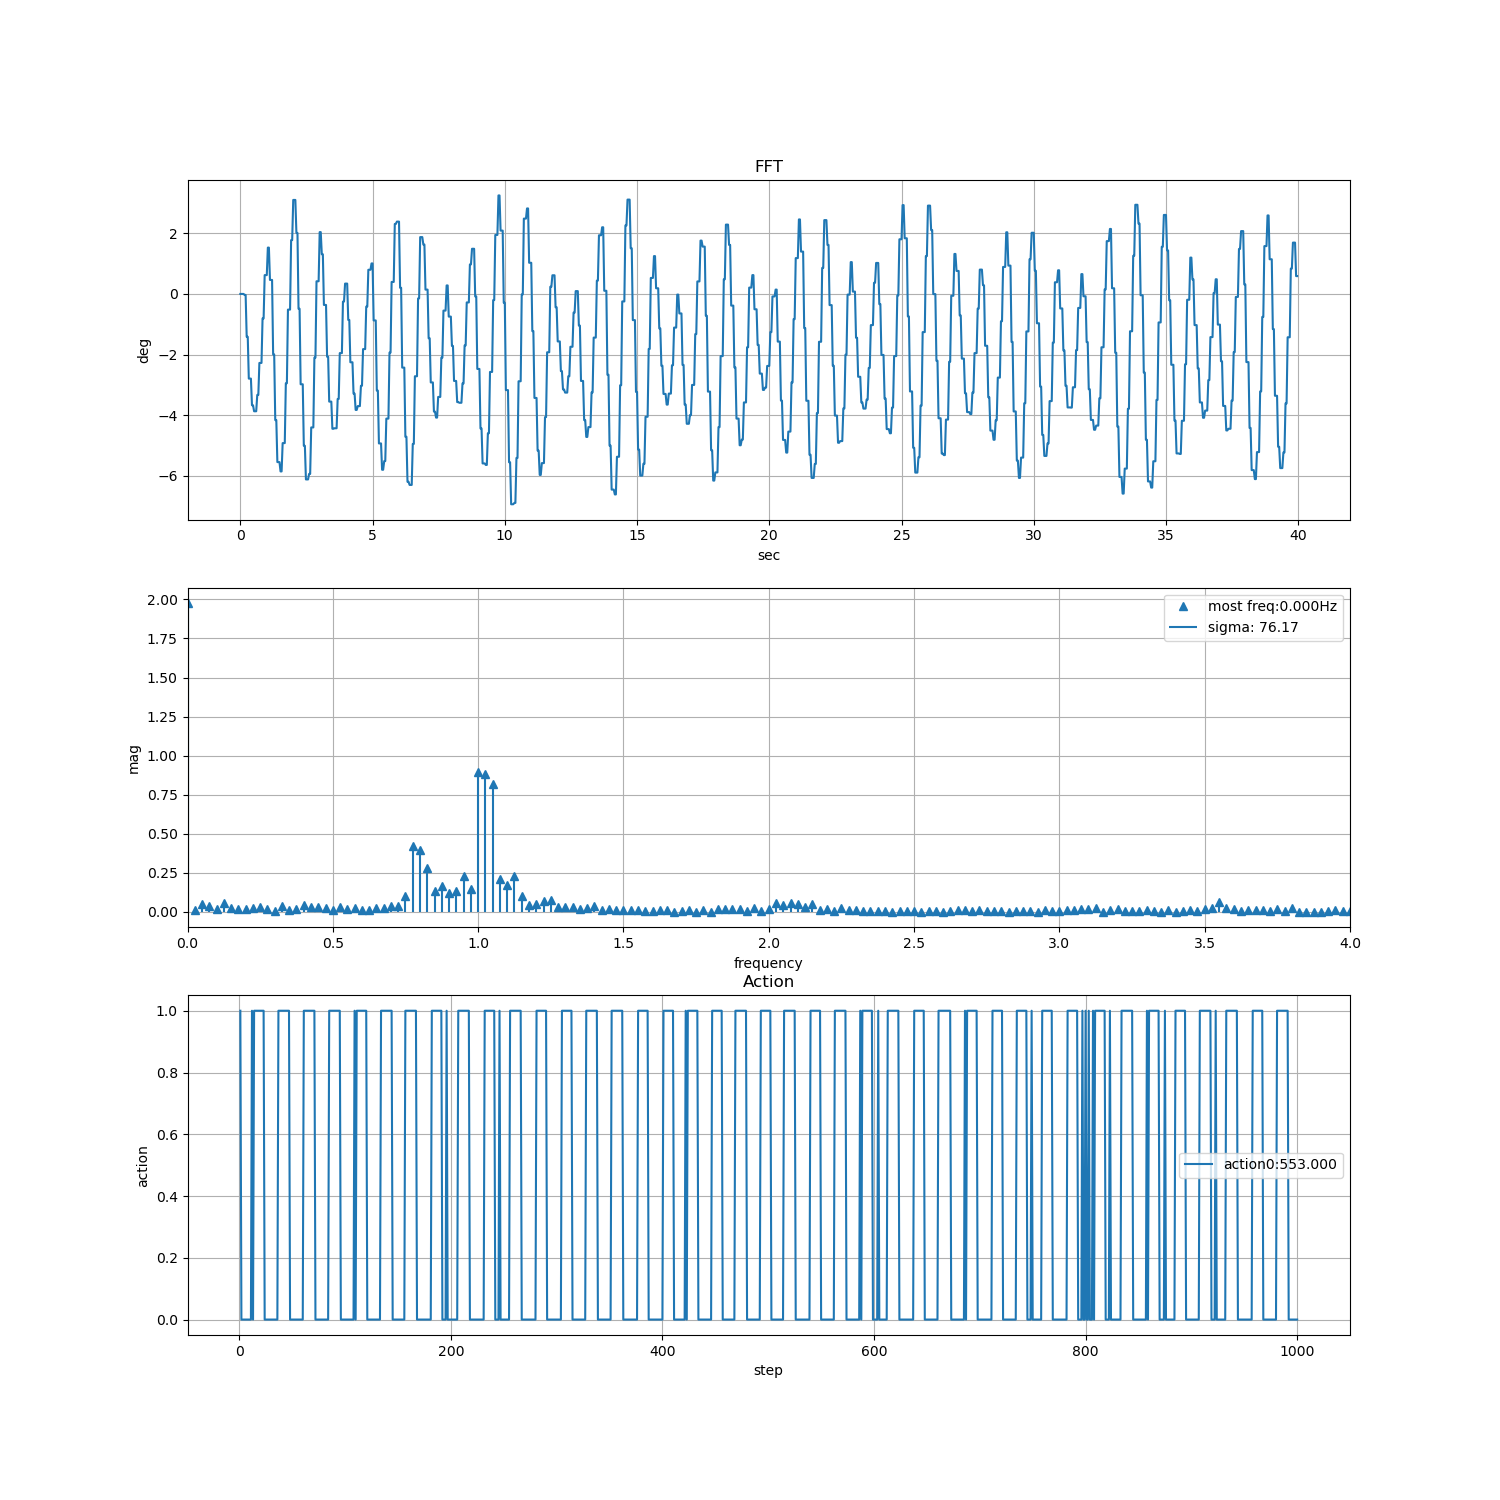 FFT
2
0
−2
−4
−6
deg
0 5 10 15 20 25 30 35 40
sec
2.00
1.75
1.50
1.25
1.00
0.75
0.50
0.25
0.00
mag
most freq:0.000Hz
sigma: 76.17
0.0 0.5 1.0 1.5 2.0 2.5 3.0 3.5 4.0
frequency
Action
1.0
0.8
0.6
0.4
0.2
0.0
action
action0:553.000
0 200 400 600 800 1000
step